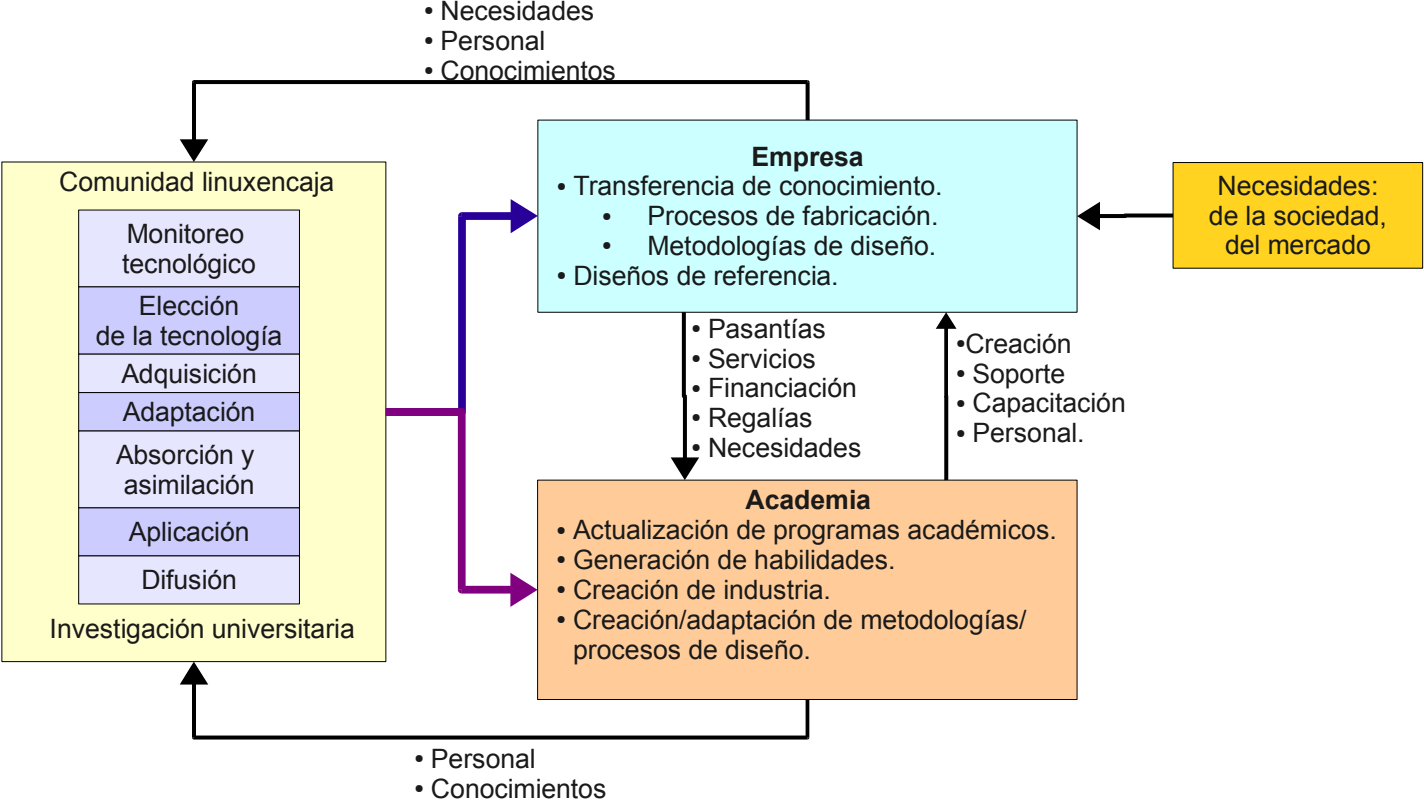 • Necesidades
• Personal
• Conocimientos
Comunidad linuxencaja
Monitoreo
tecnológico
Elección
de la tecnología
Adquisición
Adaptación
Absorción y
asimilación
Aplicación
Difusión
Investigación universitaria
Empresa
• Transferencia de conocimiento.
• Procesos de fabricación.
• Metodologías de diseño.
• Diseños de referencia.
Necesidades:
de la sociedad,
del mercado
• Pasantías
• Servicios
• Financiación
• Regalías
• Necesidades
•Creación
• Soporte
• Capacitación
• Personal.
Academia
• Actualización de programas académicos.
• Generación de habilidades.
• Creación de industria.
• Creación/adaptación de metodologías/
procesos de diseño.
• Personal
• Conocimientos